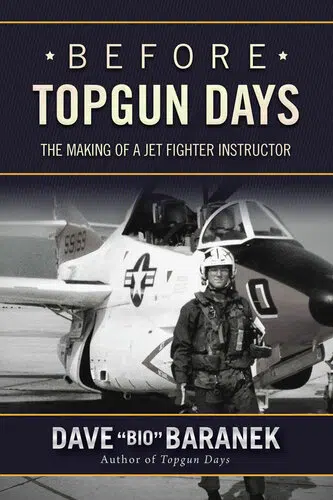 BEFORE
TOPGUN DAYS
THE MAKING OF A JET FIGHTER INSTRUCTOR
DAVE "BIO" BARANEK
Author of Topgun Days